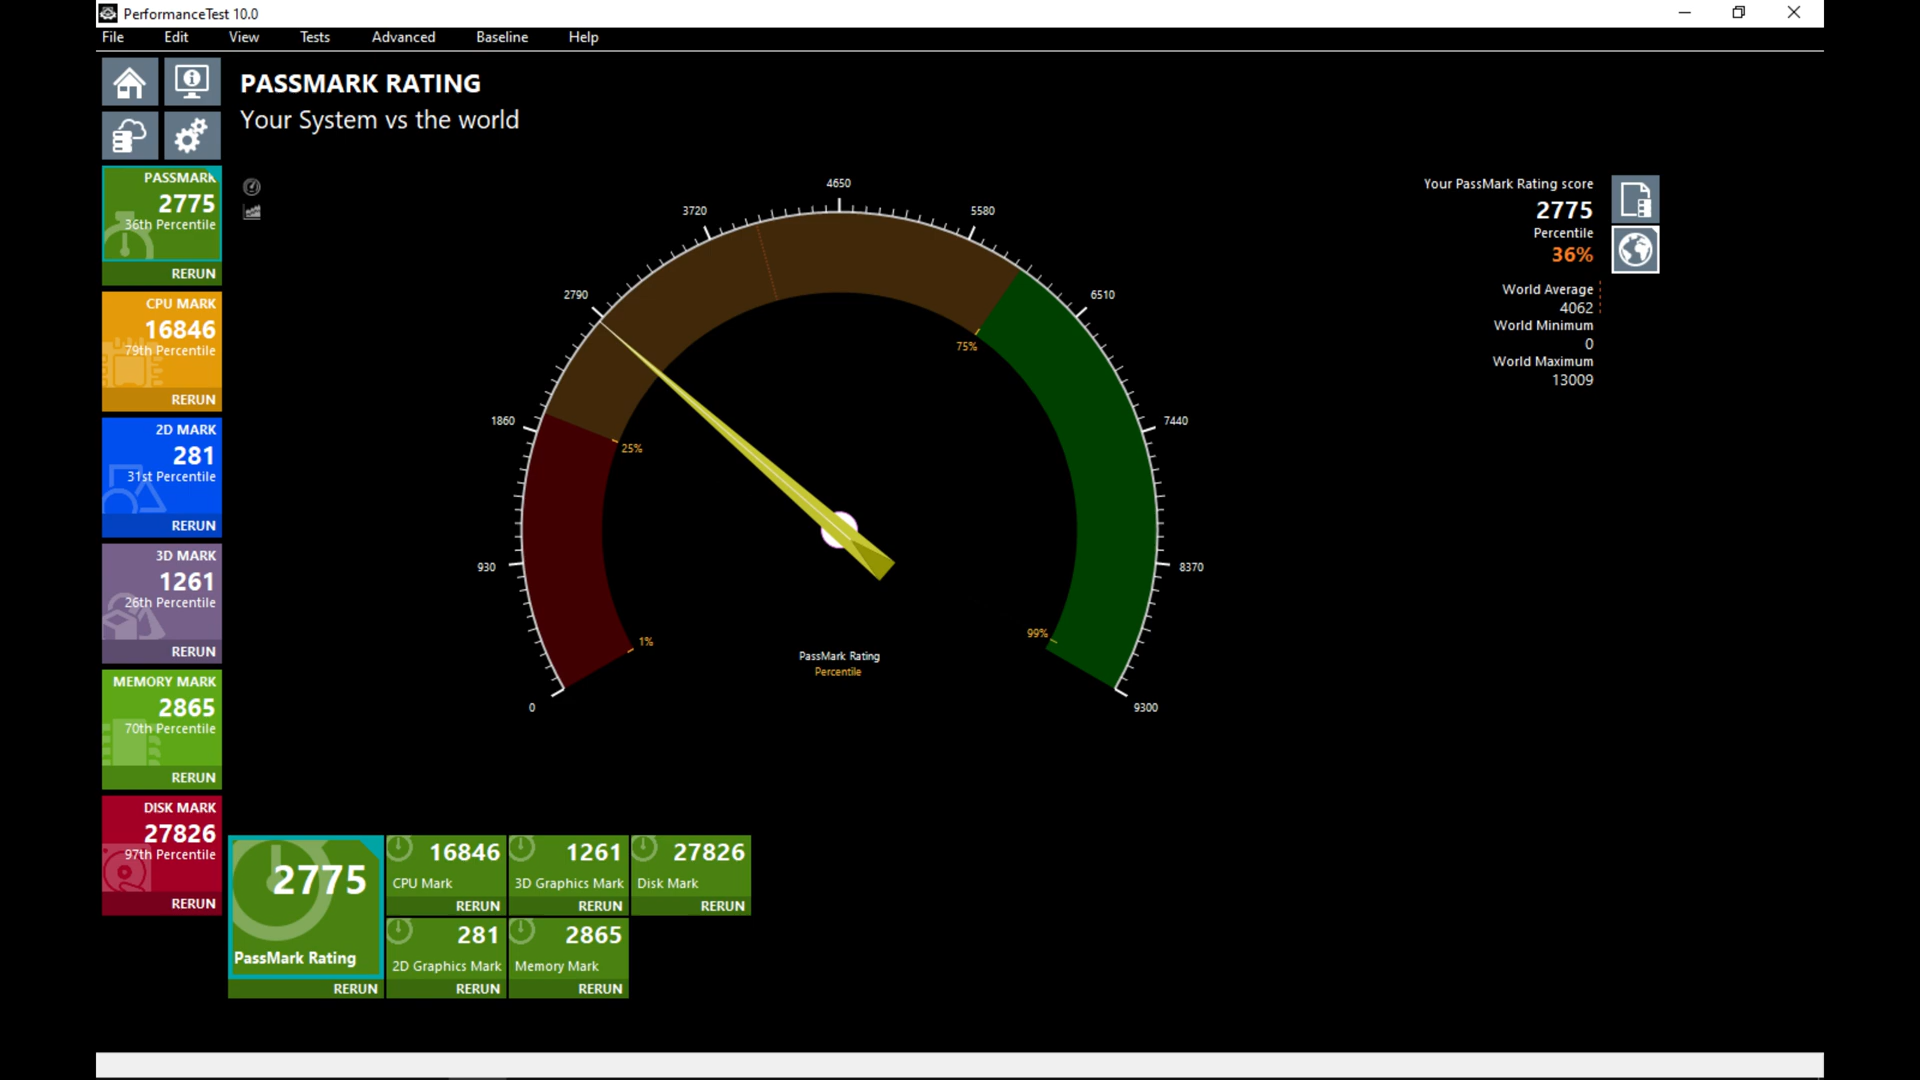 PerformanceTest 10.0
File Edit View Tests Advanced Baseline Help
PASSMARK RATING
Your System vs the world
PASSMARK
2775
36th Percentile
RERUN
CPU MARK
16846
79th Percentile
RERUN
2D MARK
281
31st Percentile
RERUN
3D MARK
1261
26th Percentile
RERUN
MEMORY MARK
2865
70th Percentile
RERUN
DISK MARK
27826
97th Percentile
RERUN
0
930
1860
2790
3720
4650
5580
6510
7440
8370
9300
1%
25%
75%
99%
PassMark Rating
Percentile
Your PassMark Rating score
2775
Percentile
36%
World Average
4062
World Minimum
0
World Maximum
13009
2775
PassMark Rating
RERUN
16846
CPU Mark
RERUN
1261
3D Graphics Mark
RERUN
27826
Disk Mark
RERUN
281
2D Graphics Mark
RERUN
2865
Memory Mark
RERUN